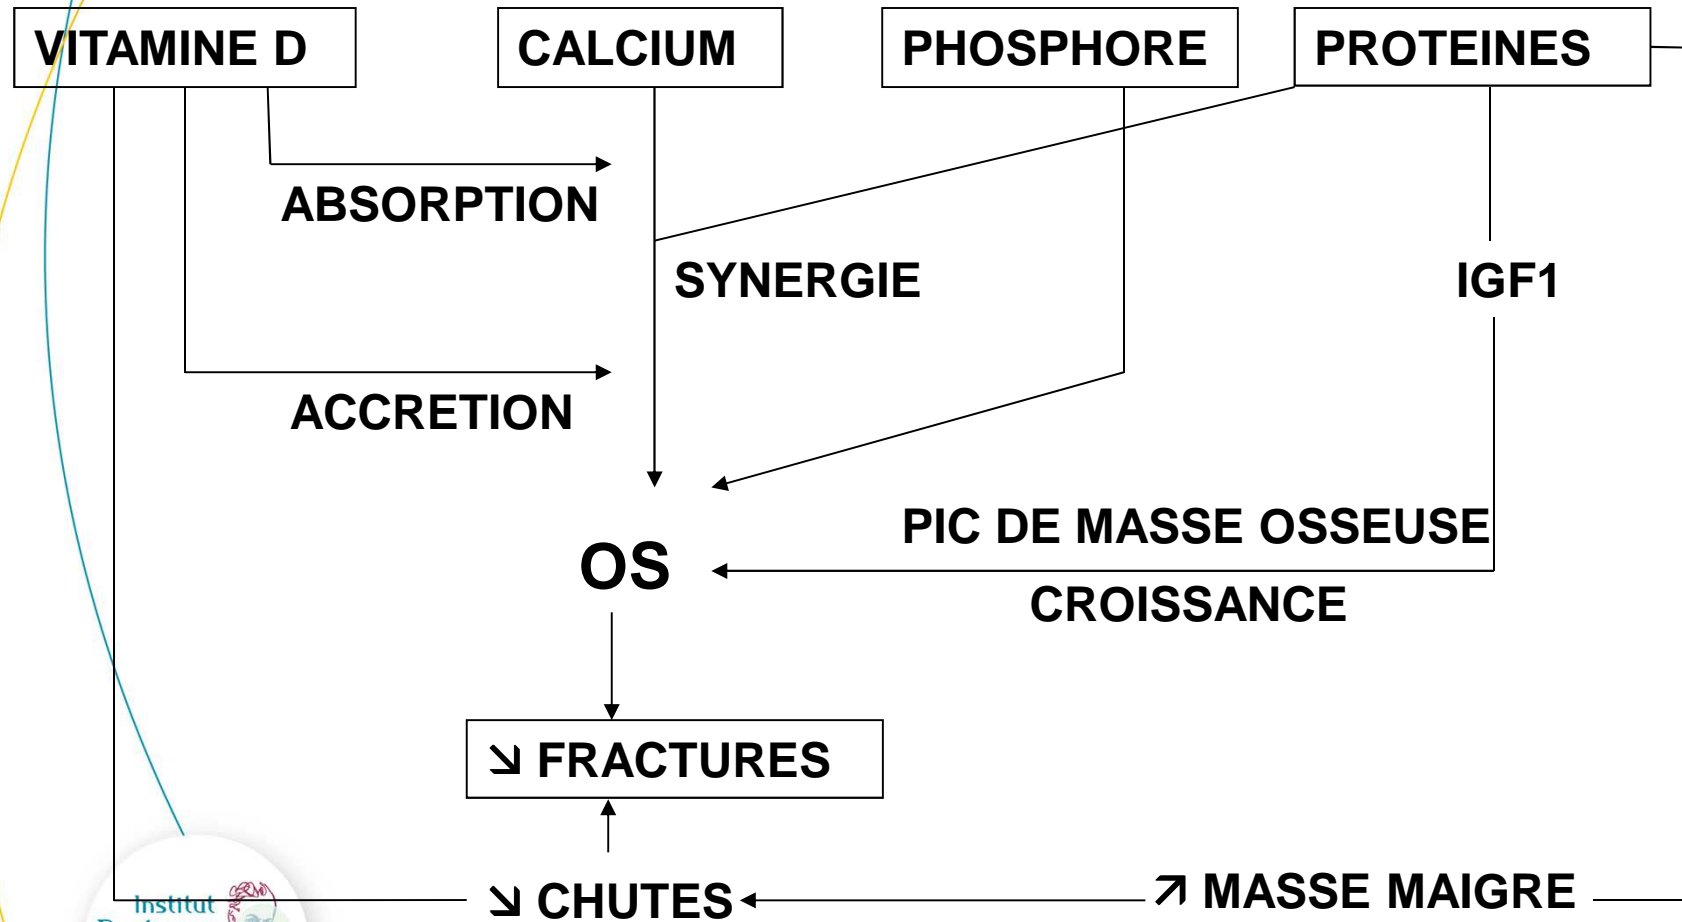 VITAMINE D
CALCIUM
PHOSPHORE
PROTEINES
ABSORPTION
SYNERGIE
IGF1
ACCRETION
PIC DE MASSE OSSEUSE
OS
CROISSANCE
↘ FRACTURES
↘ CHUTES
↗ MASSE MAIGRE
Institut